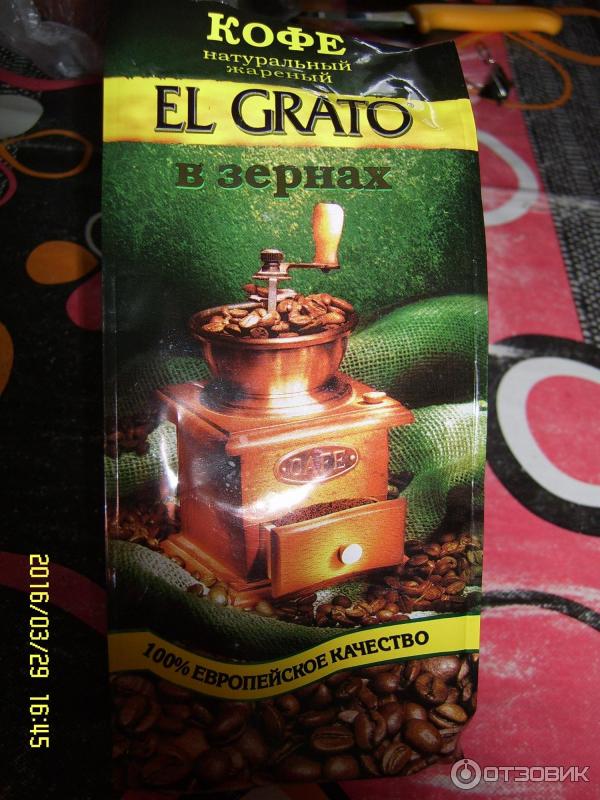 КОФЕ
натуральный
жареный
EL GRATO®
в зернах
CAFE
100% ЕВРОПЕЙСКОЕ КАЧЕСТВО
2016/03/29 16:45
ОТЗОВИК